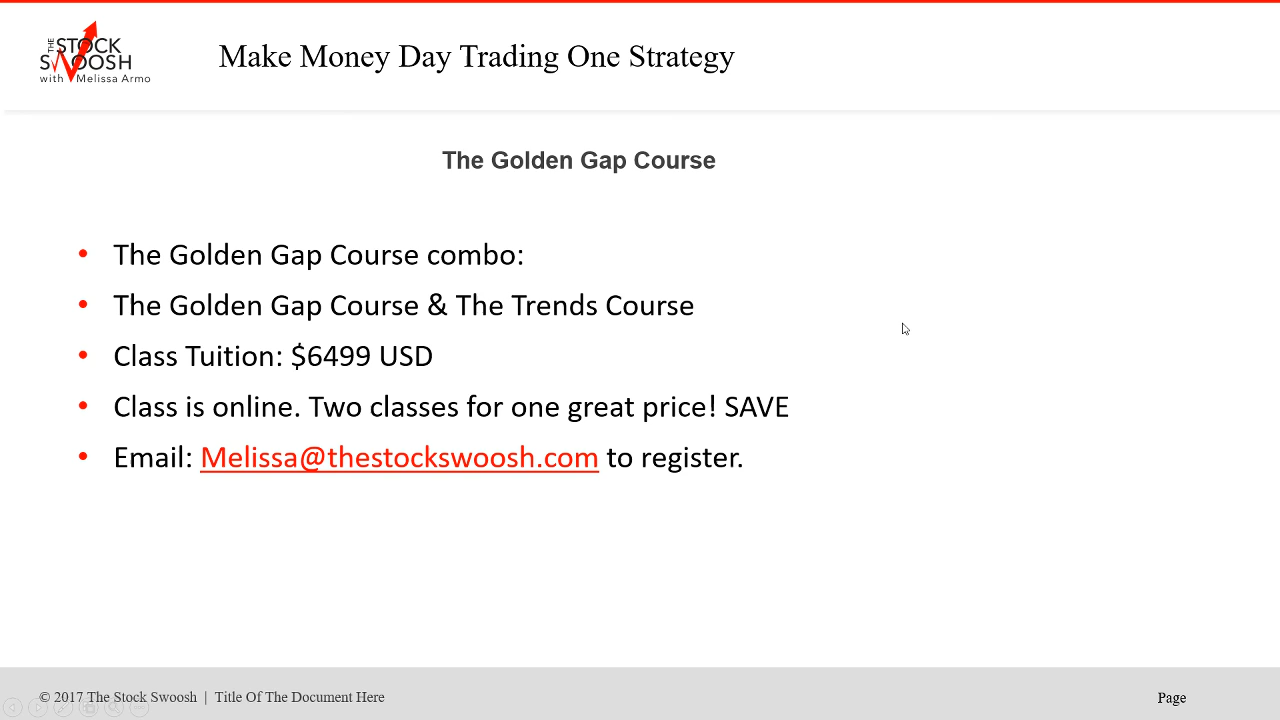 THE STOCK
SWOOSH
with Melissa Armo
Make Money Day Trading One Strategy
The Golden Gap Course
• The Golden Gap Course combo:
• The Golden Gap Course & The Trends Course
• Class Tuition: $6499 USD
• Class is online. Two classes for one great price! SAVE
• Email: Melissa@thestockswoosh.com to register.
© 2017 The Stock Swoosh | Title Of The Document Here
Page